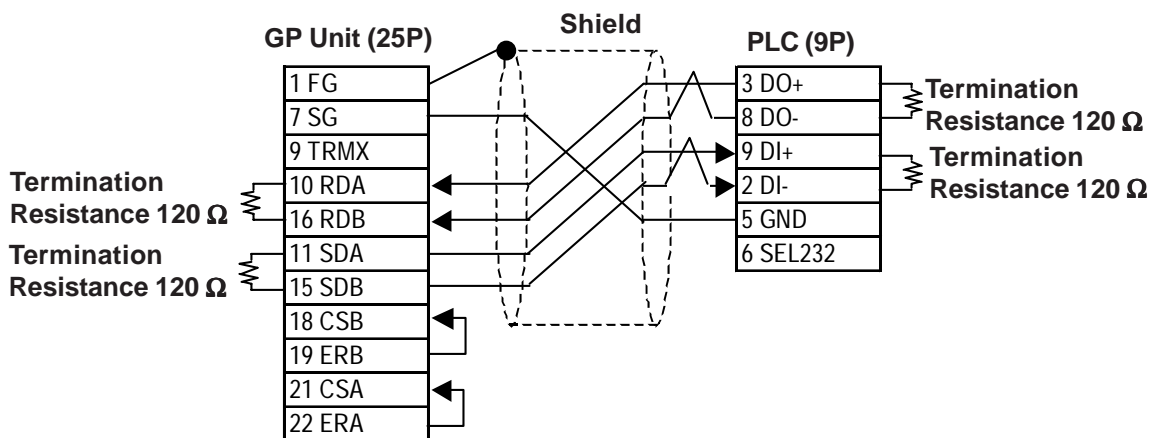 Shield
GP Unit (25P)
PLC (9P)
1 FG
7 SG
9 TRMX
10 RDA
16 RDB
11 SDA
15 SDB
18 CSB
19 ERB
21 CSA
22 ERA
Termination
Resistance 120 Ω
Termination
Resistance 120 Ω
3 DO+
8 DO-
9 DI+
2 DI-
5 GND
6 SEL232
Termination
Resistance 120 Ω
Termination
Resistance 120 Ω